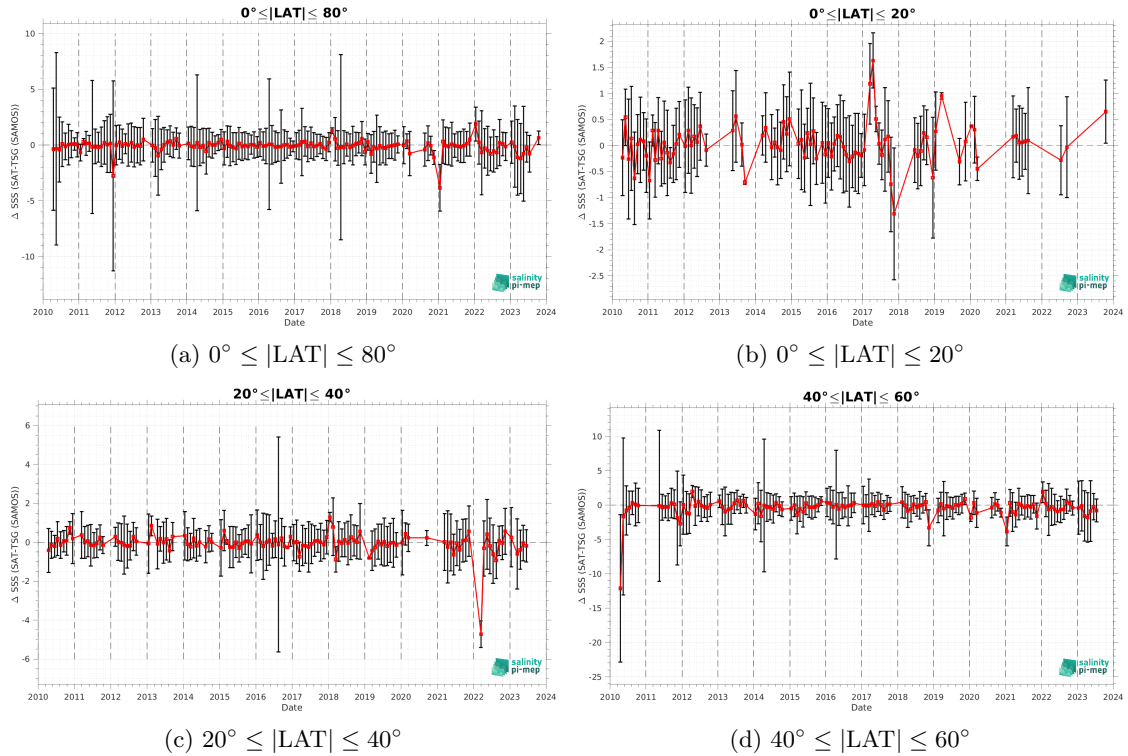 0°≤|LAT|≤ 80°
Δ SSS (SAT-TSG (SAMOS))
10
5
0
-5
-10
2010 2011 2012 2013 2014 2015 2016 2017 2018 2019 2020 2021 2022 2023 2024
Date
salinity
pi-mep
(a) 0° ≤ |LAT| ≤ 80°
0°≤|LAT|≤ 20°
Δ SSS (SAT-TSG (SAMOS))
2
1.5
1
0.5
0.0
-0.5
-1
-1.5
-2
-2.5
2010 2011 2012 2013 2014 2015 2016 2017 2018 2019 2020 2021 2022 2023 2024
Date
salinity
pi-mep
(b) 0° ≤ |LAT| ≤ 20°
20°≤|LAT|≤ 40°
Δ SSS (SAT-TSG (SAMOS))
6
4
2
0
-2
-4
-6
2010 2011 2012 2013 2014 2015 2016 2017 2018 2019 2020 2021 2022 2023 2024
Date
salinity
pi-mep
(c) 20° ≤ |LAT| ≤ 40°
40°≤|LAT|≤ 60°
Δ SSS (SAT-TSG (SAMOS))
10
5
0
-5
-10
-15
-20
-25
2010 2011 2012 2013 2014 2015 2016 2017 2018 2019 2020 2021 2022 2023 2024
Date
salinity
pi-mep
(d) 40° ≤ |LAT| ≤ 60°